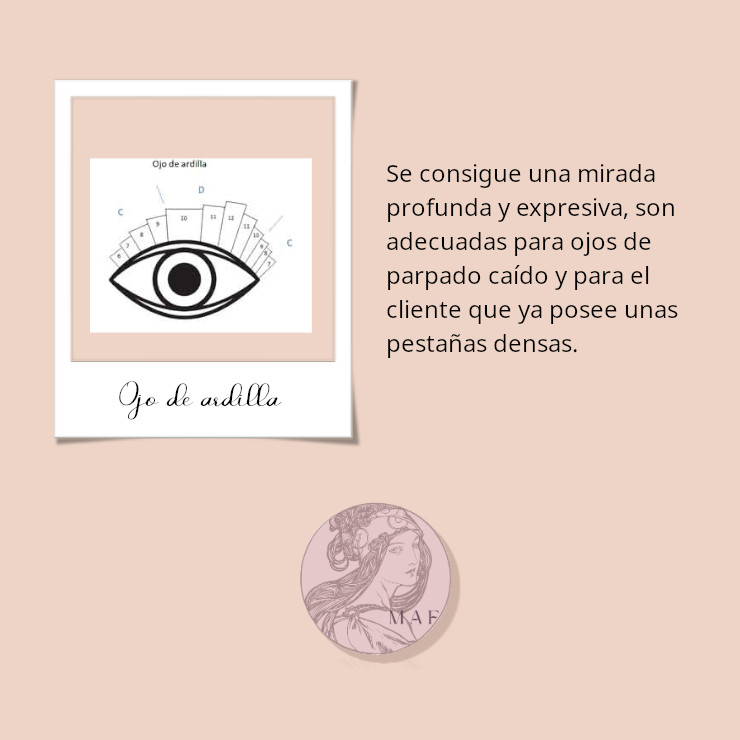 Ojo de ardilla
D
C
C
6
7
8
9
10
11
12
11
10
9
8
7
Ojo de ardilla
Se consigue una mirada
profunda y expresiva, son
adecuadas para ojos de
parpado caído y para el
cliente que ya posee unas
pestañas densas.
MAE